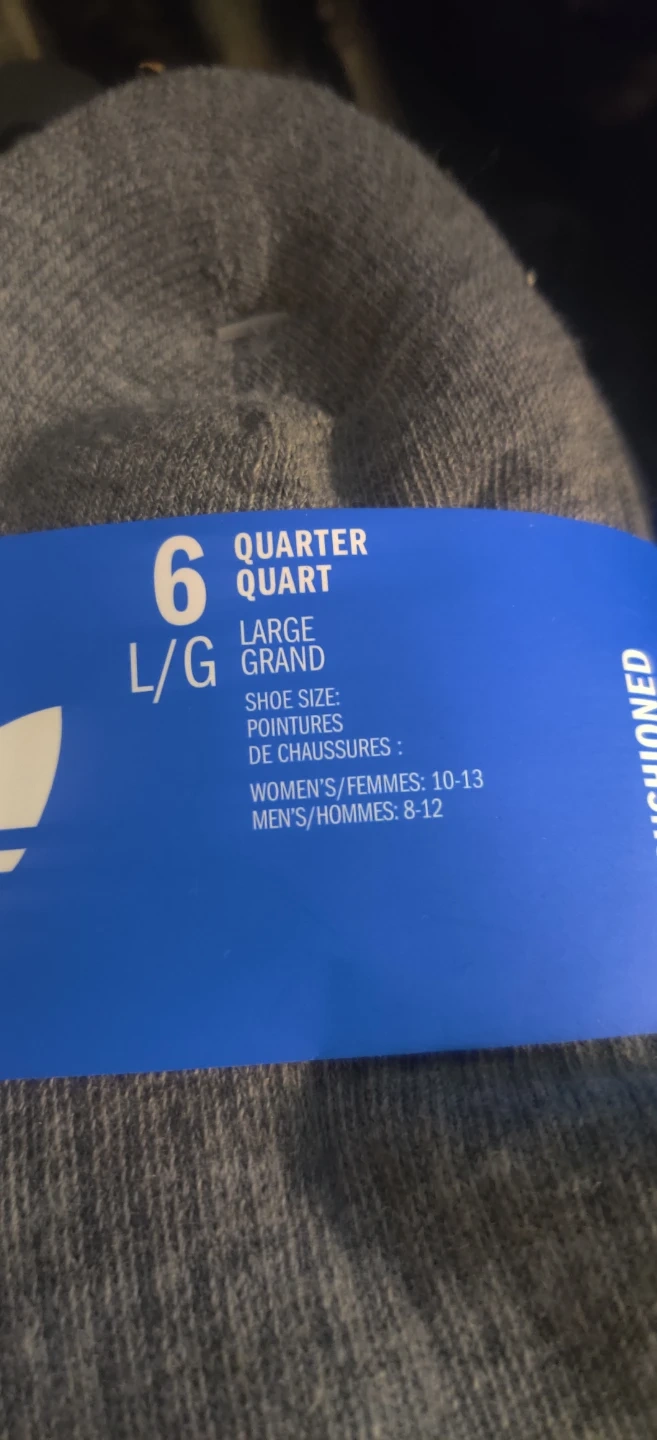 6
QUARTER
QUART
L/G
LARGE
GRAND
SHOE SIZE:
POINTURES
DE CHAUSSURES :
WOMEN'S/FEMMES: 10-13
MEN'S/HOMMES: 8-12